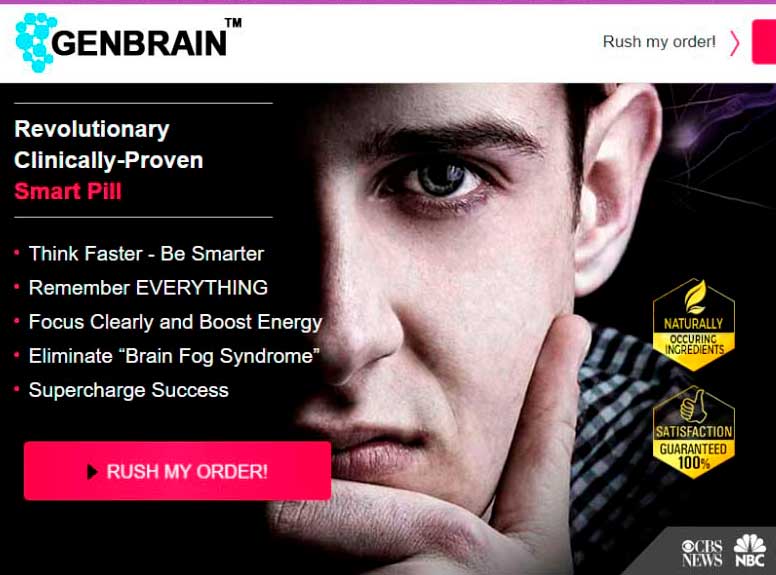 GENBRAIN™
Rush my order!
Revolutionary
Clinically-Proven
Smart Pill
• Think Faster - Be Smarter
• Remember EVERYTHING
• Focus Clearly and Boost Energy
• Eliminate “Brain Fog Syndrome”
• Supercharge Success
RUSH MY ORDER!
NATURALLY
OCCURING
INGREDIENTS
SATISFACTION
GUARANTEED
100%
CBS
NEWS
NBC